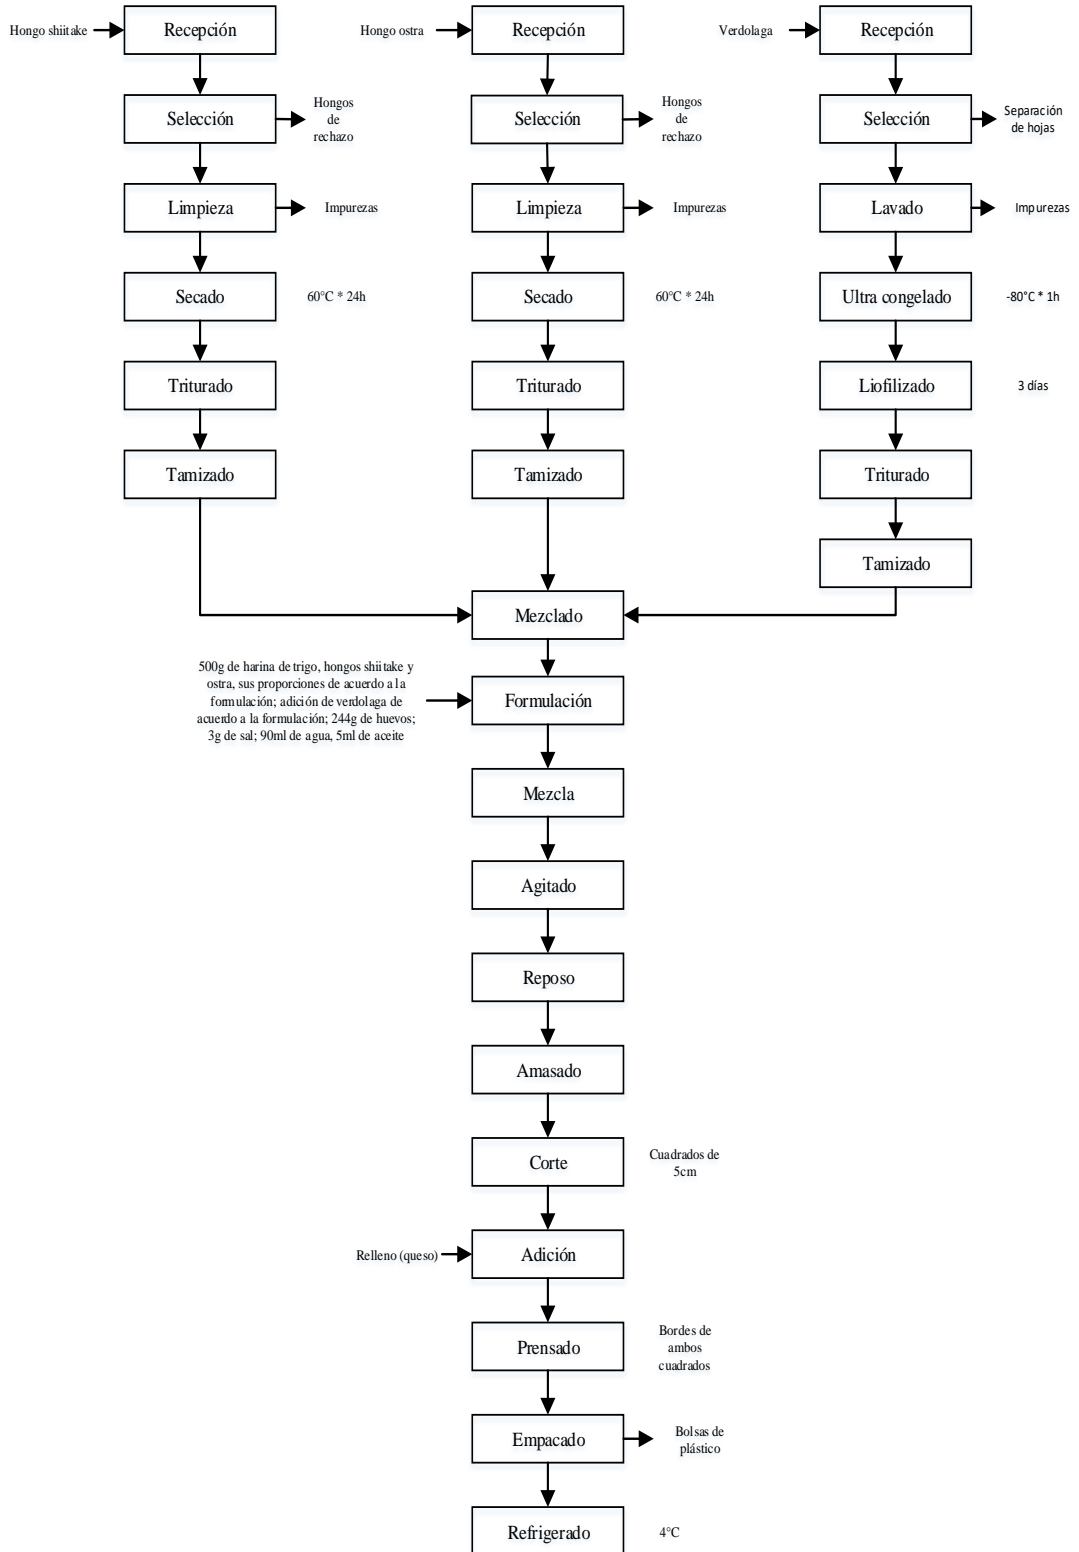 Hongo shiitake
Recepción
Hongo ostra
Recepción
Verdolaga
Recepción
Selección
Hongos
de
rechazo
Selección
Hongos
de
rechazo
Selección
Separación
de hojas
Limpieza
Impurezas
Limpieza
Impurezas
Lavado
Impurezas
Secado
60°C * 24h
Secado
60°C * 24h
Ultra congelado
-80°C * 1h
Triturado
Triturado
Liofilizado
3 días
Tamizado
Tamizado
Triturado
Tamizado
Mezclado
500g de harina de trigo, hongos shiitake y
ostra, sus proporciones de acuerdo a la
formulación; adición de verdolaga de
acuerdo a la formulación; 244g de huevos;
3g de sal; 90ml de agua, 5ml de aceite
Formulación
Mezcla
Agitado
Reposo
Amasado
Corte
Cuadrados de
5cm
Relleno (queso)
Adición
Prensado
Bordes de
ambos
cuadrados
Empacado
Bolsas de
plástico
Refrigerado
4°C